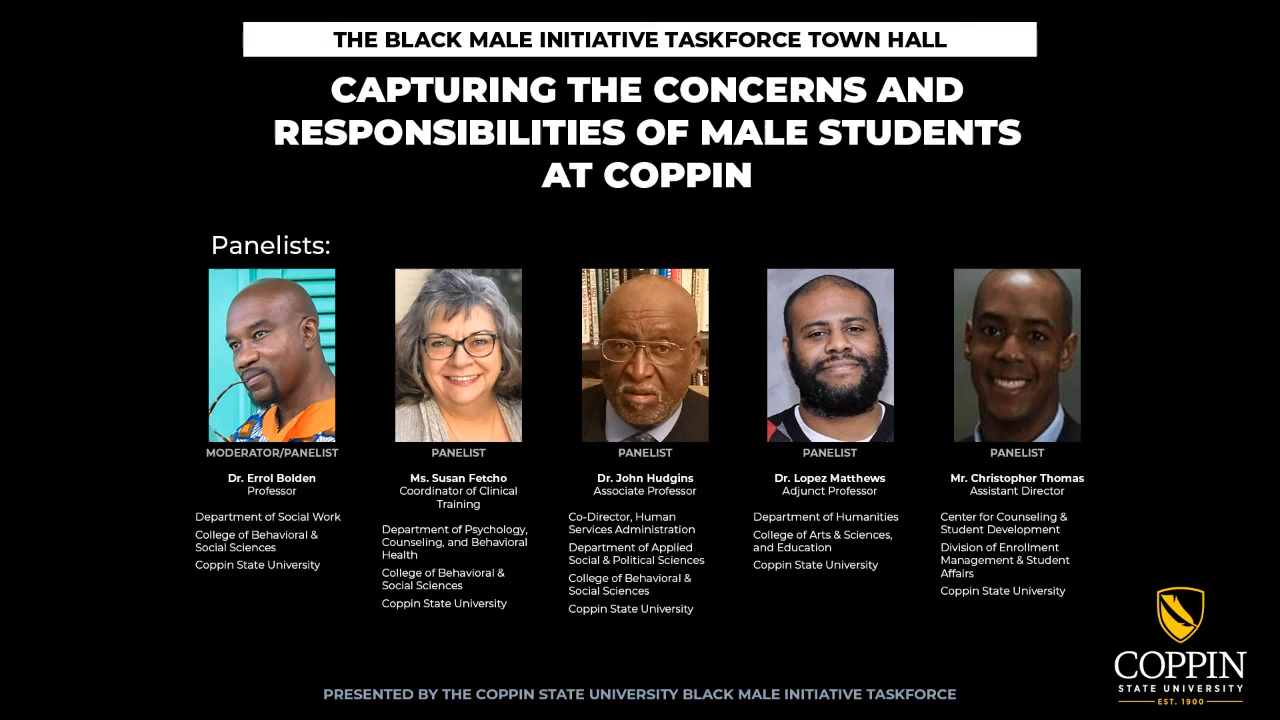 THE BLACK MALE INITIATIVE TASKFORCE TOWN HALL
CAPTURING THE CONCERNS AND
RESPONSIBILITIES OF MALE STUDENTS
AT COPPIN
Panelists:
MODERATOR/PANELIST
Dr. Errol Bolden
Professor
Department of Social Work
College of Behavioral &
Social Sciences
Coppin State University
PANELIST
Ms. Susan Fetcho
Coordinator of Clinical
Training
Department of Psychology,
Counseling, and Behavioral
Health
College of Behavioral &
Social Sciences
Coppin State University
PANELIST
Dr. John Hudgins
Associate Professor
Co-Director, Human
Services Administration
Department of Applied
Social & Political Sciences
College of Behavioral &
Social Sciences
Coppin State University
PANELIST
Dr. Lopez Matthews
Adjunct Professor
Department of Humanities
College of Arts & Sciences,
and Education
Coppin State University
PANELIST
Mr. Christopher Thomas
Assistant Director
Center for Counseling &
Student Development
Division of Enrollment
Management & Student
Affairs
Coppin State University
COPPIN
STATE UNIVERSITY
EST. 1900
PRESENTED BY THE COPPIN STATE UNIVERSITY BLACK MALE INITIATIVE TASKFORCE